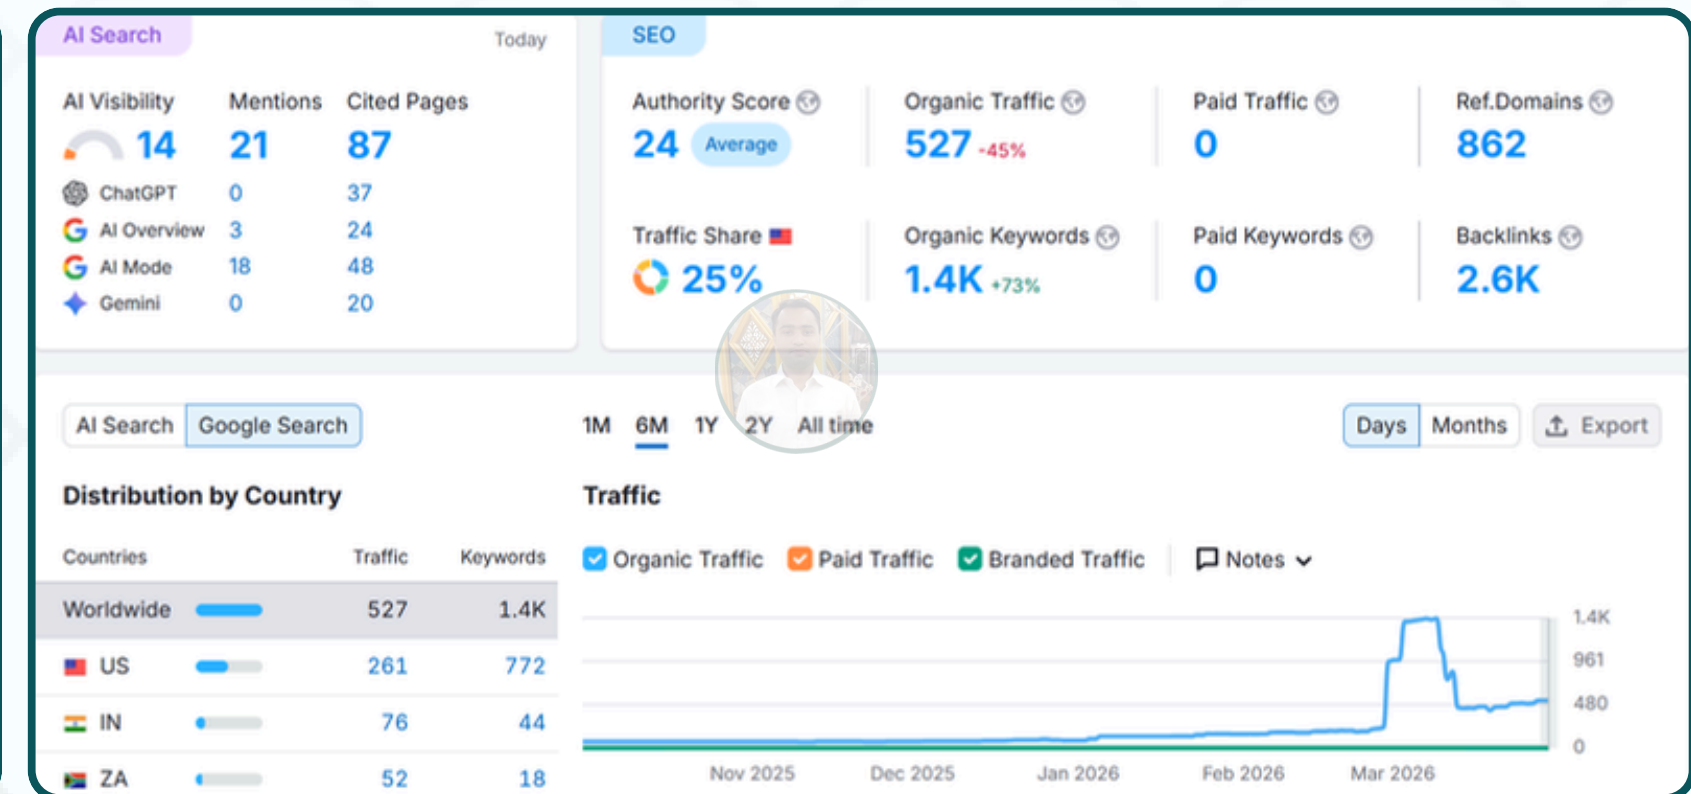 AI Search
Today
AI Visibility Mentions Cited Pages
14 21 87
ChatGPT 0 37
AI Overview 3 24
AI Mode 18 48
Gemini 0 20
SEO
Authority Score Organic Traffic Paid Traffic Ref.Domains
24 Average 527 -45% 0 862
Traffic Share Organic Keywords Paid Keywords Backlinks
25% 1.4K +73% 0 2.6K
AI Search Google Search
1M 6M 1Y 2Y All time
Days Months Export
Distribution by Country
Countries Traffic Keywords
Worldwide 527 1.4K
US 261 772
IN 76 44
ZA 52 18
Traffic
Organic Traffic Paid Traffic Branded Traffic Notes
1.4K
961
480
0
Nov 2025 Dec 2025 Jan 2026 Feb 2026 Mar 2026